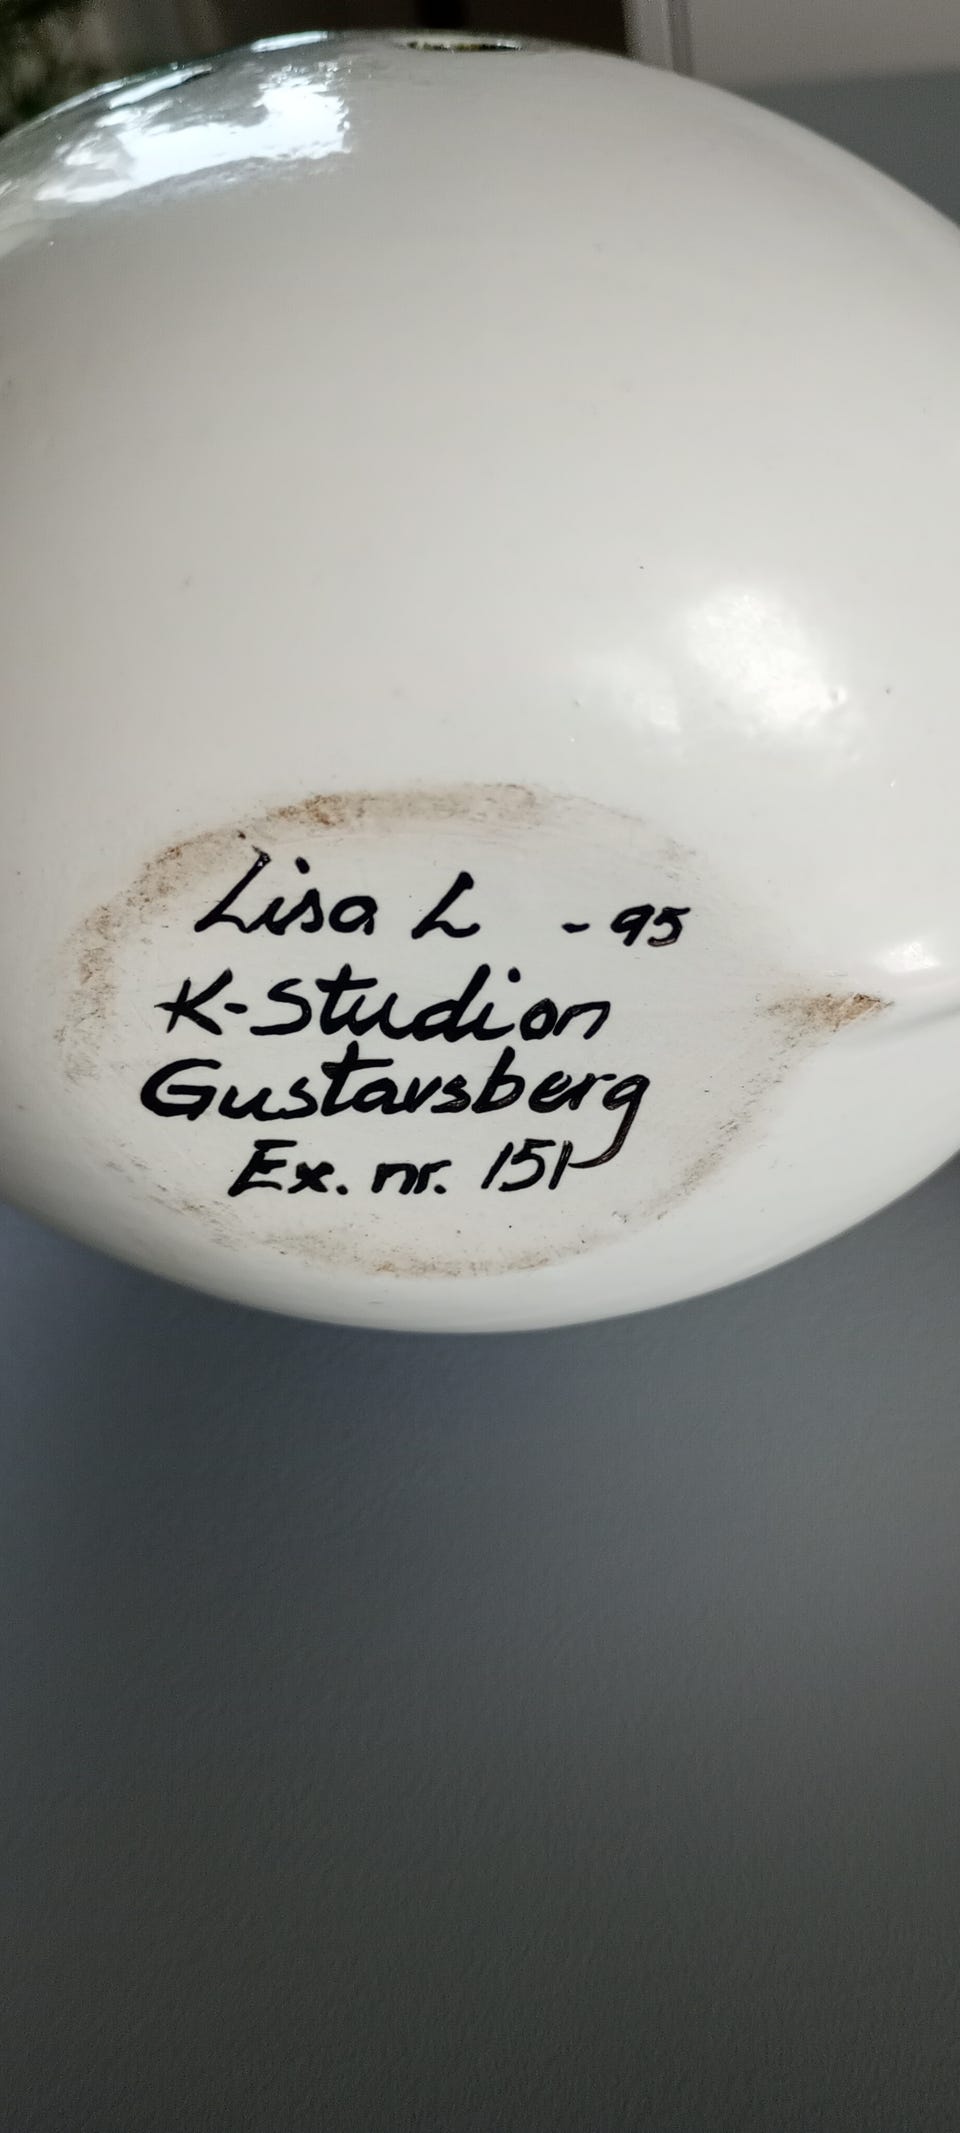 Lisa L - 95
K-Studion
Gustavsberg
Ex. nr. 151